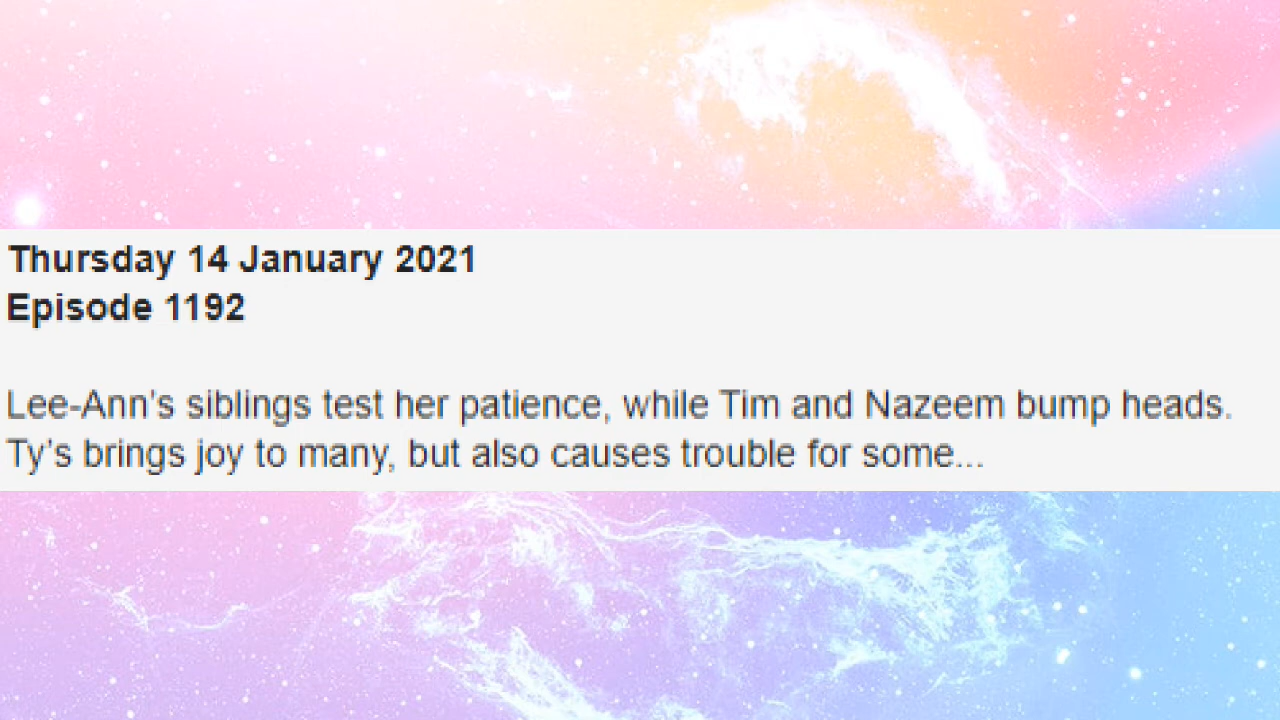 Thursday 14 January 2021
Episode 1192
Lee-Ann's siblings test her patience, while Tim and Nazeem bump heads.
Ty's brings joy to many, but also causes trouble for some...